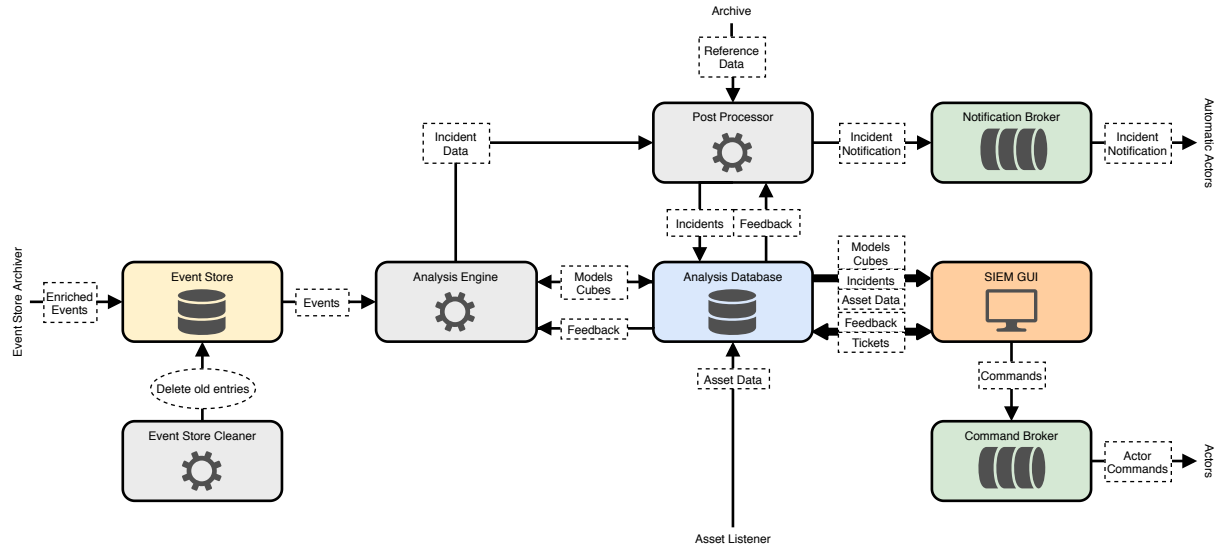 Archive
Reference
Data
Post Processor
Notification Broker
Incident
Data
Incident
Notification
Incident
Notification
Automatic Actors
Incidents
Feedback
Event Store Archiver
Enriched
Events
Event Store
Events
Analysis Engine
Models
Cubes
Feedback
Analysis Database
Models
Cubes
Incidents
Asset Data
Feedback
Tickets
SIEM GUI
Delete old entries
Asset Data
Commands
Event Store Cleaner
Command Broker
Actor
Commands
Actors
Asset Listener